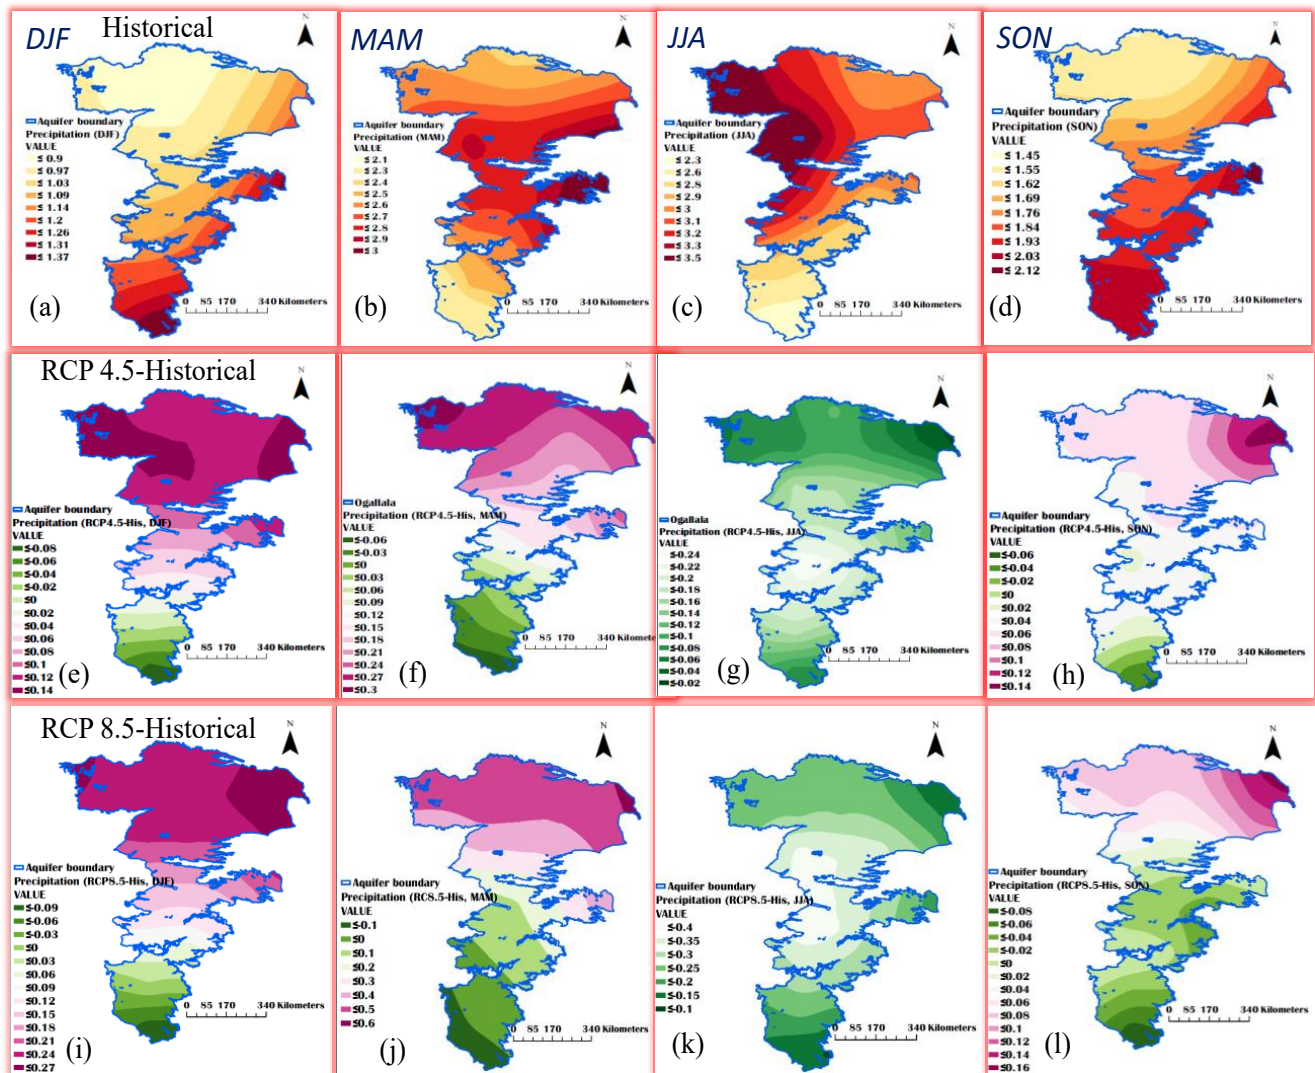 DJF
Historical
N
Aquifer boundary
Precipitation (DJF)
VALUE
≤ 0.9
≤ 0.97
≤ 1.03
≤ 1.09
≤ 1.14
≤ 1.2
≤ 1.26
≤ 1.31
≤ 1.37
0 85 170 340 Kilometers
(a)
MAM
N
Aquifer boundary
Precipitation (MAM)
VALUE
≤ 2.1
≤ 2.3
≤ 2.4
≤ 2.5
≤ 2.6
≤ 2.7
≤ 2.8
≤ 2.9
≤ 3
0 85 170 340 Kilometers
(b)
JJA
N
Aquifer boundary
Precipitation (JJA)
VALUE
≤ 2.3
≤ 2.6
≤ 2.8
≤ 2.9
≤ 3
≤ 3.1
≤ 3.2
≤ 3.3
≤ 3.5
0 85 170 340 Kilometers
(c)
SON
N
Aquifer boundary
Precipitation (SON)
VALUE
≤ 1.45
≤ 1.55
≤ 1.62
≤ 1.69
≤ 1.76
≤ 1.84
≤ 1.93
≤ 2.03
≤ 2.12
0 85 170 340 Kilometers
(d)
RCP 4.5-Historical
N
Aquifer boundary
Precipitation (RCP4.5-His, DJF)
VALUE
≤-0.08
≤-0.06
≤-0.04
≤-0.02
≤0
≤0.02
≤0.04
≤0.06
≤0.08
≤0.1
≤0.12
≤0.14
0 85 170 340 Kilometers
(e)
N
Ogallala
Precipitation (RCP4.5-His, MAM)
VALUE
≤-0.06
≤-0.03
≤0
≤0.03
≤0.06
≤0.09
≤0.12
≤0.15
≤0.18
≤0.21
≤0.24
≤0.27
≤0.3
0 85 170 340 Kilometers
(f)
N
Ogallala
Precipitation (RCP4.5-His, JJA)
VALUE
≤-0.24
≤-0.22
≤-0.2
≤-0.18
≤-0.16
≤-0.14
≤-0.12
≤-0.1
≤-0.08
≤-0.06
≤-0.04
≤-0.02
0 85 170 340 Kilometers
(g)
N
Aquifer boundary
Precipitation (RCP4.5-His, SON)
VALUE
≤-0.06
≤-0.04
≤-0.02
≤0
≤0.02
≤0.04
≤0.06
≤0.08
≤0.1
≤0.12
≤0.14
0 85 170 340 Kilometers
(h)
RCP 8.5-Historical
N
Aquifer boundary
Precipitation (RCP8.5-His, DJF)
VALUE
≤-0.09
≤-0.06
≤-0.03
≤0
≤0.03
≤0.06
≤0.09
≤0.12
≤0.15
≤0.18
≤0.21
≤0.24
≤0.27
0 85 170 340 Kilometers
(i)
N
Aquifer boundary
Precipitation (RC8.5-His, MAM)
VALUE
≤-0.1
≤0
≤0.1
≤0.2
≤0.3
≤0.4
≤0.5
≤0.6
0 85 170 340 Kilometers
(j)
N
Aquifer boundary
Precipitation (RCP8.5-His, JJA)
VALUE
≤-0.4
≤-0.35
≤-0.3
≤-0.25
≤-0.2
≤-0.15
≤-0.1
0 85 170 340 Kilometers
(k)
N
Aquifer boundary
Precipitation (RCP8.5-His, SON)
VALUE
≤-0.08
≤-0.06
≤-0.04
≤-0.02
≤0
≤0.02
≤0.04
≤0.06
≤0.08
≤0.1
≤0.12
≤0.14
≤0.16
0 85 170 340 Kilometers
(l)